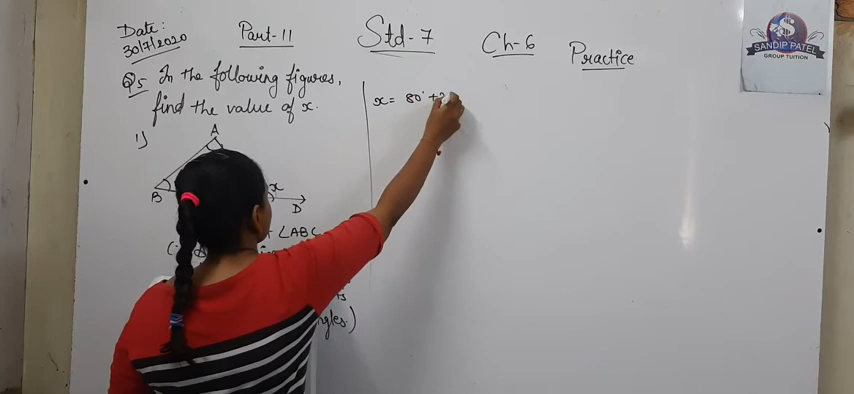 Date:
30/7/2020
Part-11
Std-7
Ch-6
Practice
SANDIP PATEL
GROUP TUITION
Q5 In the following figures,
find the value of x.
1)
A
B
x
D
∠ABC
x = 80° +